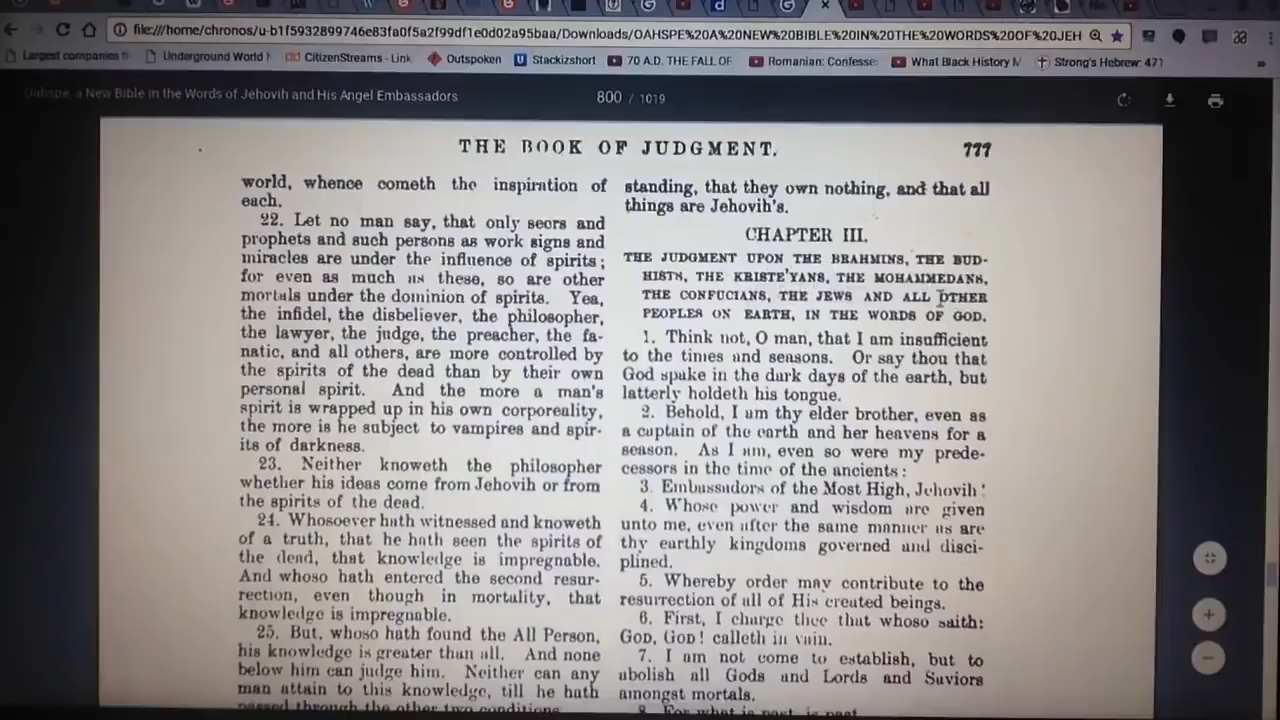 file:///home/chronos/u-b1f5932899746e83fa0f5a2f99df1e0d02a95baa/Downloads/OAHSPE%20A%20NEW%20BIBLE%20IN%20THE%20WORDS%20OF%20JEH
Largest companies
Underground World
CitizenStreams - Link
Outspoken
Stackizshort
70 A.D. THE FALL OF
Romanian: Confesse
What Black History M
Strong's Hebrew: 471
»
Oahspe, a New Bible in the Words of Jehovih and His Angel Embassadors
800 / 1019
THE BOOK OF JUDGMENT.
777
world, whence cometh the inspiration of
each.
22. Let no man say, that only seers and
prophets and such persons as work signs and
miracles are under the influence of spirits;
for even as much as these, so are other
mortals under the dominion of spirits. Yea,
the infidel, the disbeliever, the philosopher,
the lawyer, the judge, the preacher, the fa-
natic, and all others, are more controlled by
the spirits of the dead than by their own
personal spirit. And the more a man's
spirit is wrapped up in his own corporeality,
the more is he subject to vampires and spir-
its of darkness.
23. Neither knoweth the philosopher
whether his ideas come from Jehovih or from
the spirits of the dead.
24. Whosoever hath witnessed and knoweth
of a truth, that he hath seen the spirits of
the dead, that knowledge is impregnable.
And whoso hath entered the second resur-
rection, even though in mortality, that
knowledge is impregnable.
25. But, whoso hath found the All Person,
his knowledge is greater than all. And none
below him can judge him. Neither can any
man attain to this knowledge, till he hath
passed through the other two conditions.
standing, that they own nothing, and that all
things are Jehovih's.
CHAPTER III.
THE JUDGMENT UPON THE BRAHMINS, THE BUD-
HISTS, THE KRISTE'YANS, THE MOHAMMEDANS,
THE CONFUCIANS, THE JEWS AND ALL OTHER
PEOPLES ON EARTH, IN THE WORDS OF GOD.
1. Think not, O man, that I am insufficient
to the times and seasons. Or say thou that
God spake in the dark days of the earth, but
latterly holdeth his tongue.
2. Behold, I am thy elder brother, even as
a captain of the earth and her heavens for a
season. As I am, even so were my prede-
cessors in the time of the ancients:
3. Embassadors of the Most High, Jehovih!
4. Whose power and wisdom are given
unto me, even after the same manner as are
thy earthly kingdoms governed and disci-
plined.
5. Whereby order may contribute to the
resurrection of all of His created beings.
6. First, I charge thee that whoso saith:
GOD, GOD! calleth in vain.
7. I am not come to establish, but to
abolish all Gods and Lords and Saviors
amongst mortals.
8. For what is past, is past.